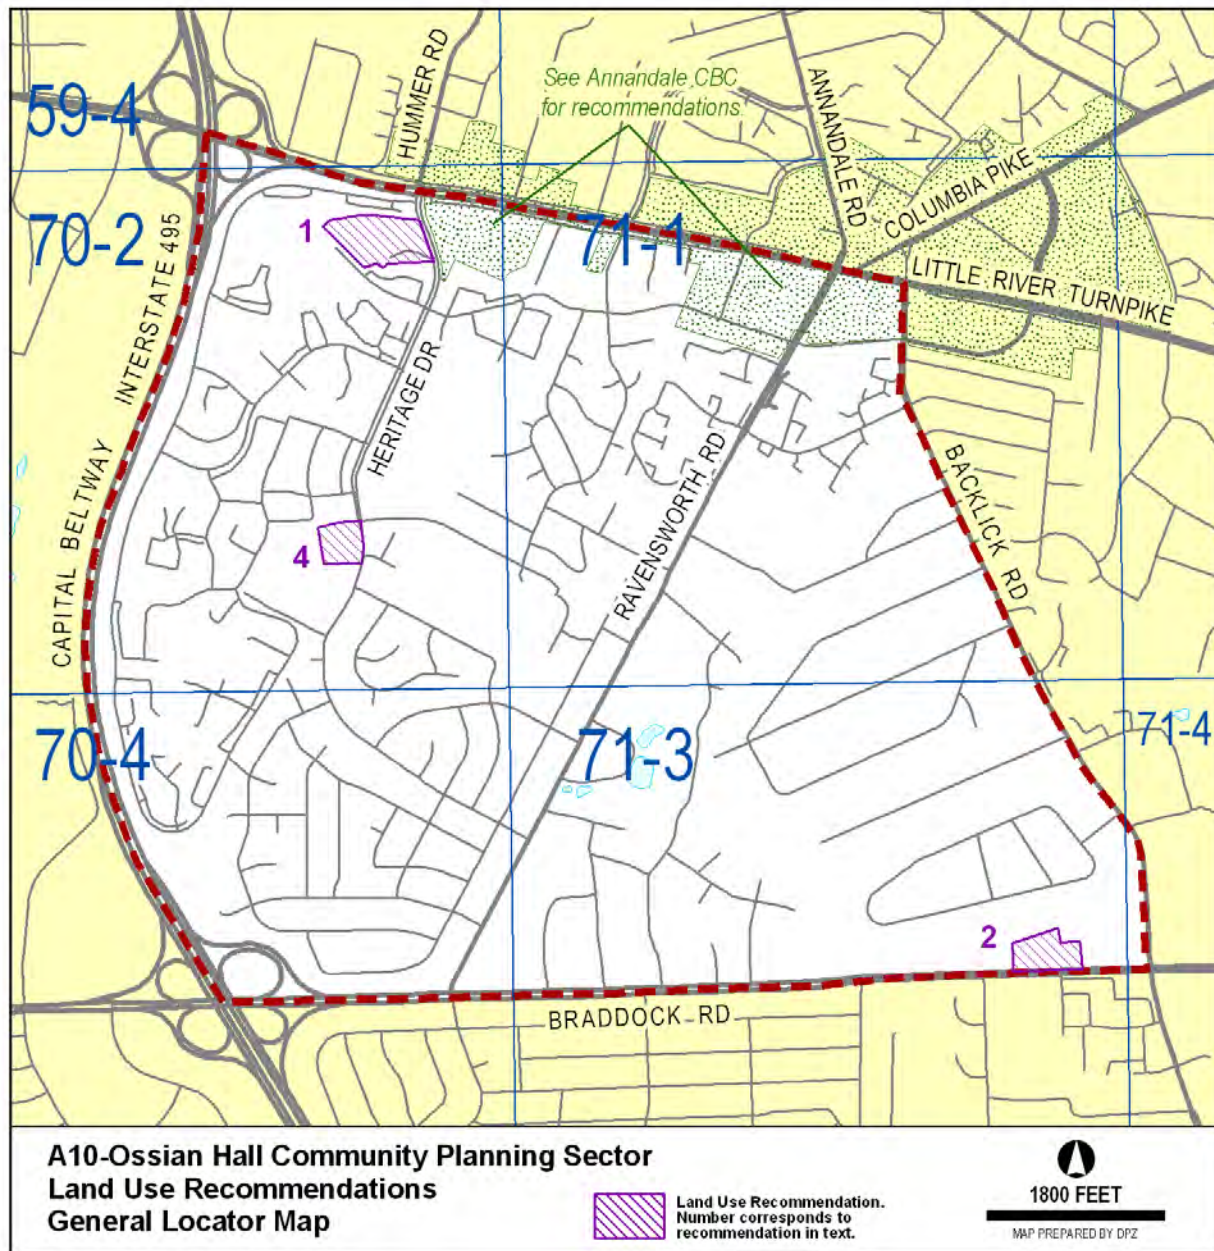 See Annandale CBC
for recommendations
59-4
HUMMER RD
ANNANDALE RD
COLUMBIA PIKE
70-2
1
71-1
INTERSTATE 495
LITTLE RIVER TURNPIKE
HERITAGE DR
CAPITAL BELTWAY
RAVENSWORTH RD
BACKLICK RD
4
70-4
71-3
71-4
2
BRADDOCK RD
A10-Ossian Hall Community Planning Sector
Land Use Recommendations
General Locator Map
Land Use Recommendation.
Number corresponds to
recommendation in text.
1800 FEET
MAP PREPARED BY DPZ